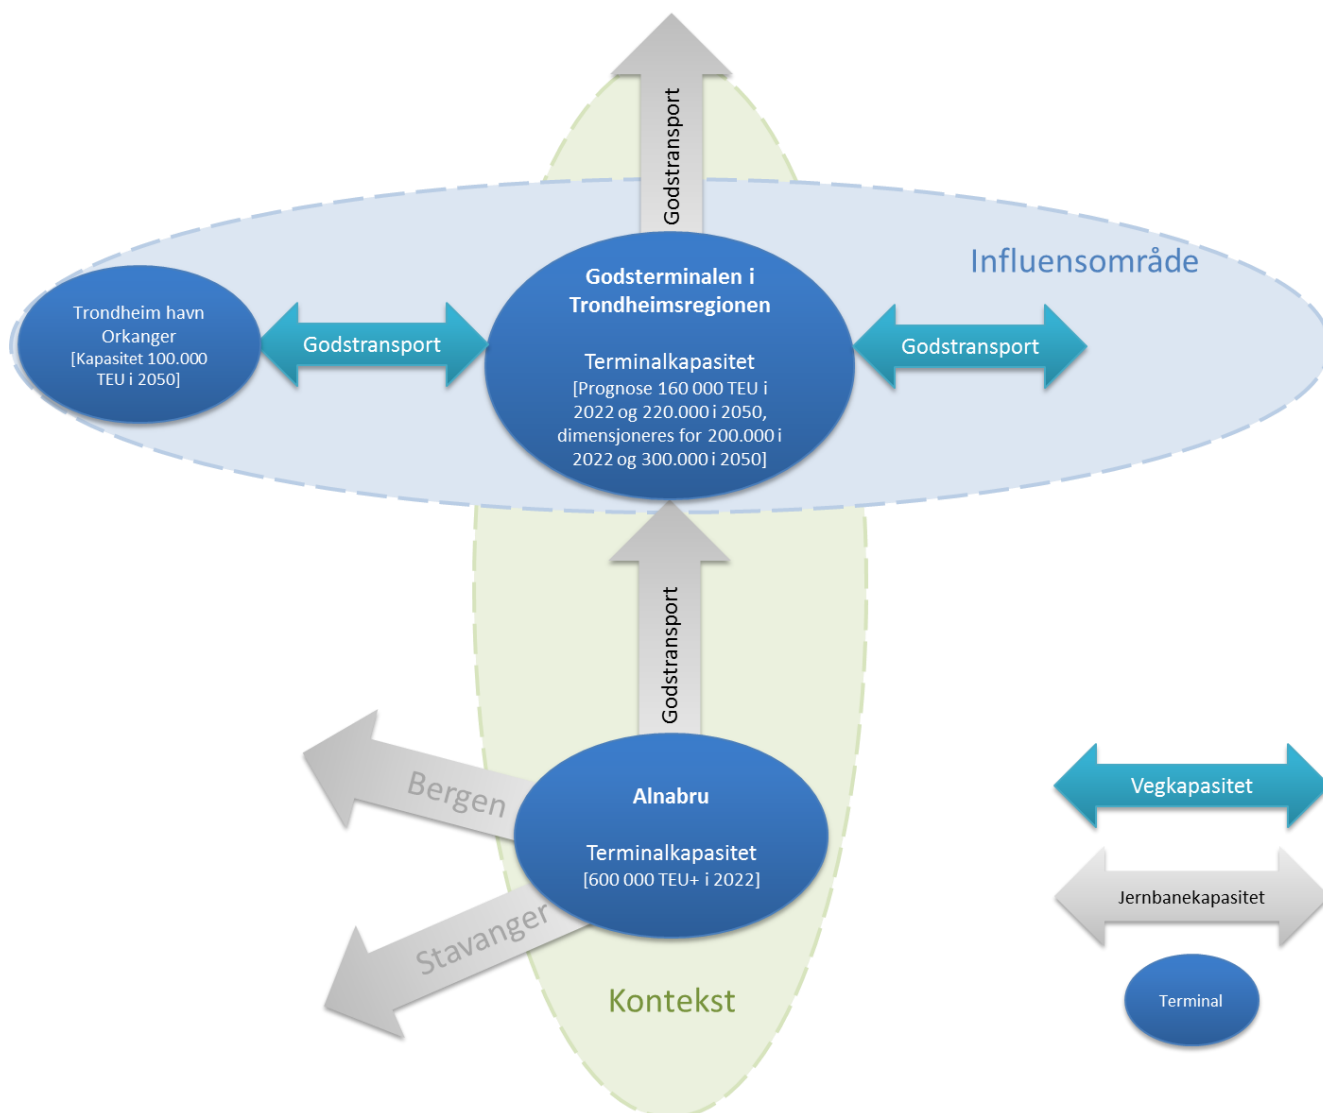 Godstransport
Influensområde
Trondheim havn
Orkanger
[Kapasitet 100.000
TEU i 2050]
Godstransport
Godsterminalen i
Trondheimsregionen
Terminalkapasitet
[Prognose 160 000 TEU i
2022 og 220.000 i 2050,
dimensjoneres for 200.000 i
2022 og 300.000 i 2050]
Godstransport
Godstransport
Bergen
Stavanger
Alnabru
Terminalkapasitet
[600 000 TEU+ i 2022]
Kontekst
Vegkapasitet
Jernbanekapasitet
Terminal